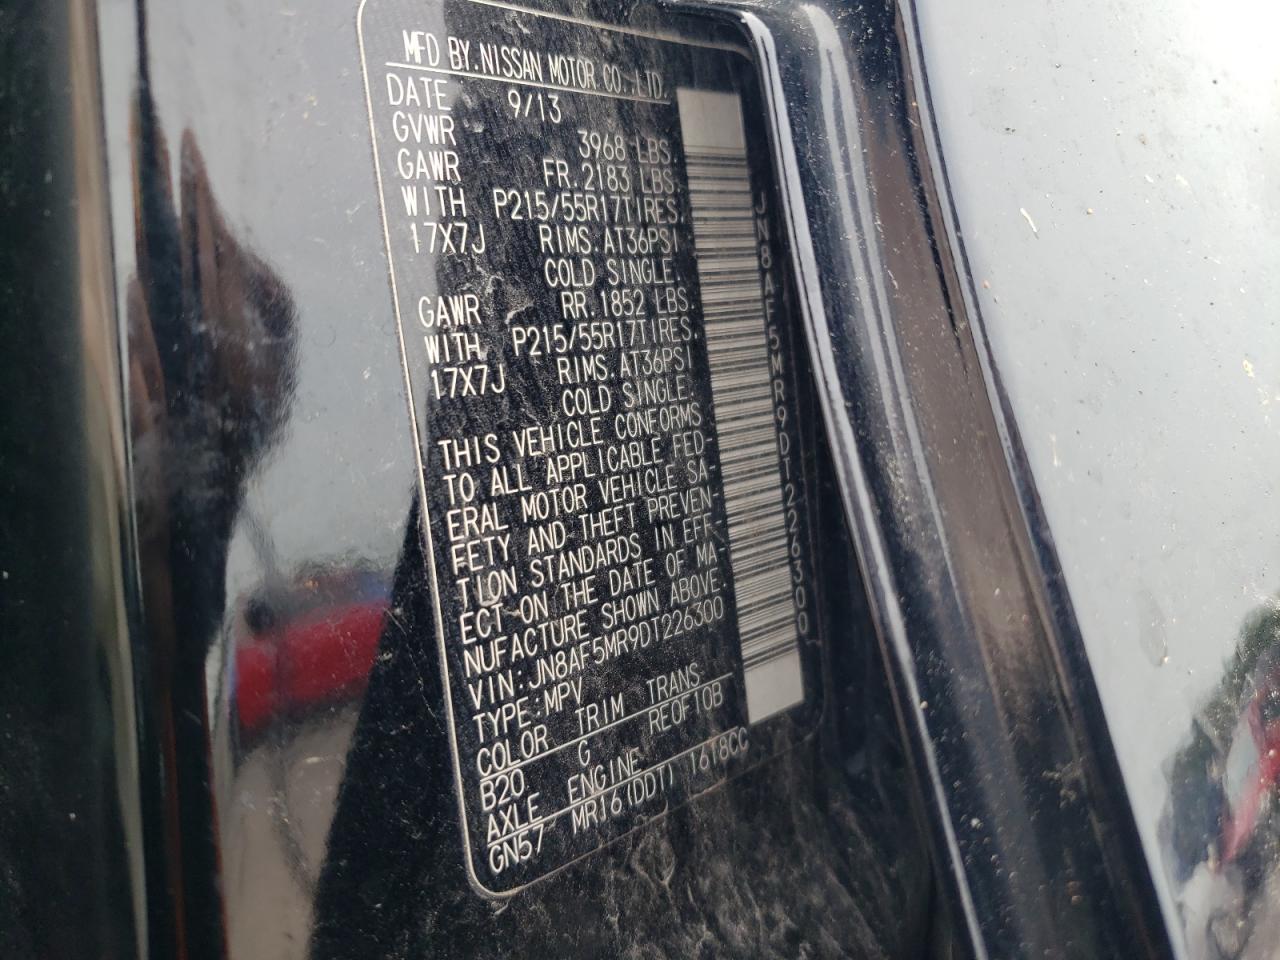 MFD BY.NISSAN MOTOR.CO.,LTD.
DATE 9/13
GVWR 3968 LBS.
GAWR FR.2183 LBS.
WITH P215/55R17TIRES.
17X7J RIMS.AT36PSI
COLD SINGLE.
GAWR RR.1852 LBS.
WITH P215/55R17TIRES.
17X7J RIMS.AT36PSI
COLD SINGLE.
THIS VEHICLE CONFORMS
TO ALL APPLICABLE FED-
ERAL MOTOR VEHICLE SA-
FETY AND THEFT PREVEN-
TION STANDARDS IN EFF-
ECT ON THE DATE OF MA-
NUFACTURE SHOWN ABOVE.
VIN:JN8AF5MR9DT226300
TYPE:MPV
COLOR TRIM TRANS.
B20 G RE0F10B
AXLE ENGINE
GN57 MR16(DDT) 1618CC
JN8AF5MR9DT226300